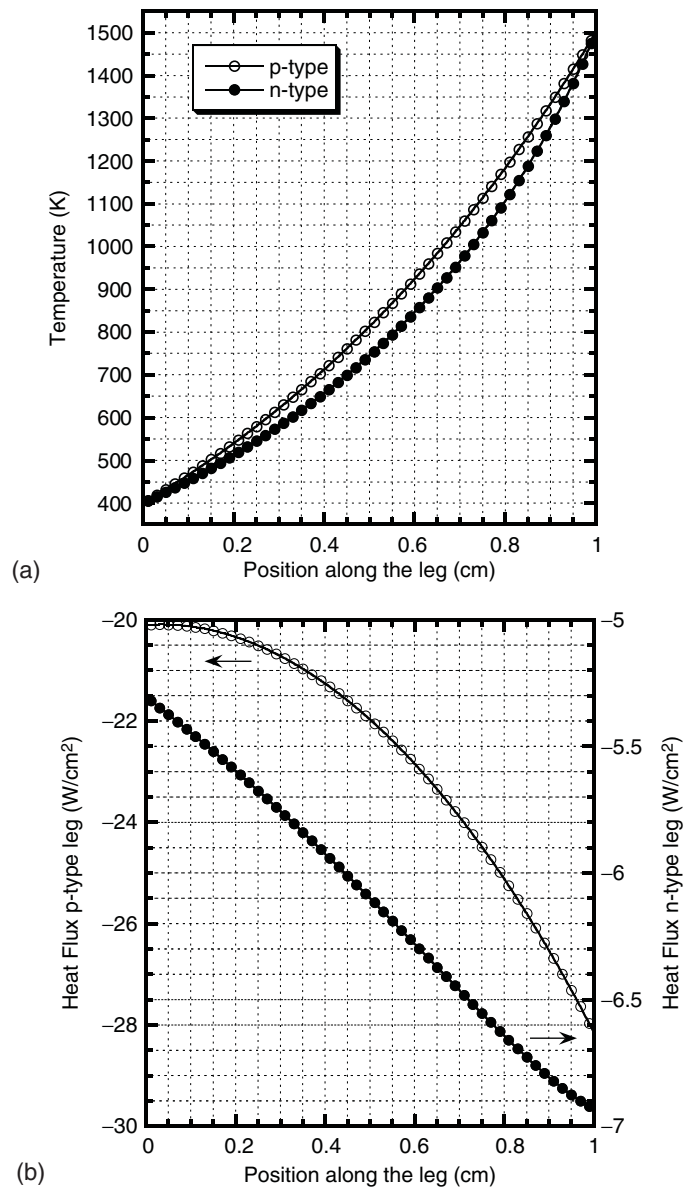 1500
1400
1300
1200
1100
1000
900
800
700
600
500
400
Temperature (K)
p-type
n-type
0 0.2 0.4 0.6 0.8 1
Position along the leg (cm)
(a)
−20
−22
−24
−26
−28
−30
Heat Flux p-type leg (W/cm²)
−5
−5.5
−6
−6.5
−7
Heat Flux n-type leg (W/cm²)
0 0.2 0.4 0.6 0.8 1
Position along the leg (cm)
(b)